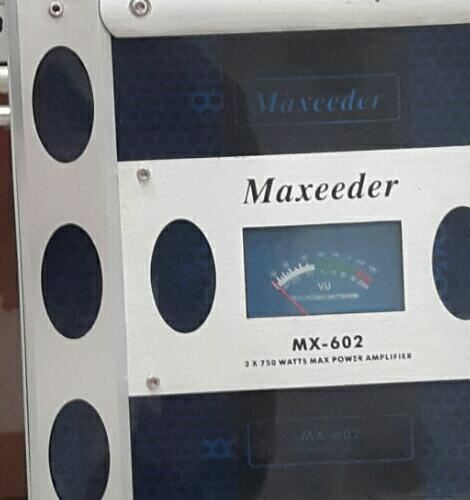 Maxeeder
Maxeeder
VU
MX-602
2 X 750 WATTS MAX POWER AMPLIFIER
MX-602